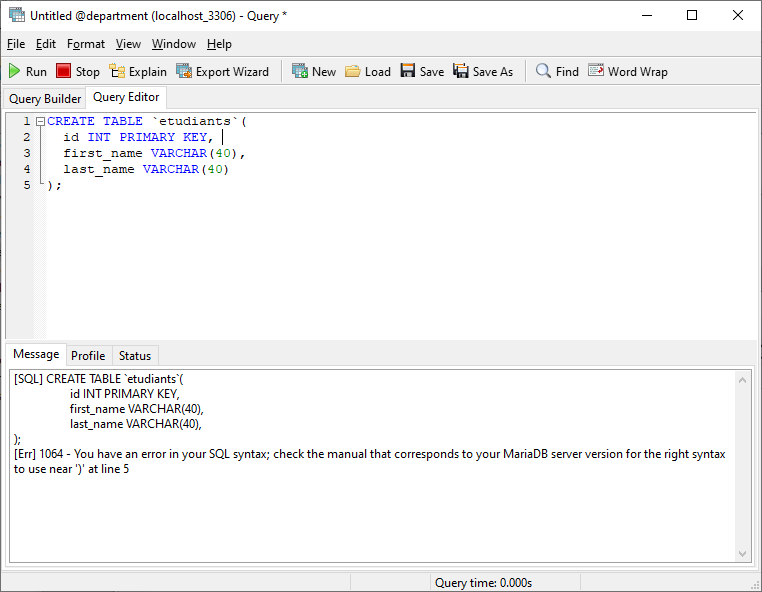 Untitled @department (localhost_3306) - Query *
File Edit Format View Window Help
Run Stop Explain Export Wizard New Load Save Save As Find Word Wrap
Query Builder Query Editor
1 CREATE TABLE `etudiants`(
2 id INT PRIMARY KEY,
3 first_name VARCHAR(40),
4 last_name VARCHAR(40)
5 );
Message Profile Status
[SQL] CREATE TABLE `etudiants`(
id INT PRIMARY KEY,
first_name VARCHAR(40),
last_name VARCHAR(40),
);
[Err] 1064 - You have an error in your SQL syntax; check the manual that corresponds to your MariaDB server version for the right syntax
to use near ')' at line 5
Query time: 0.000s